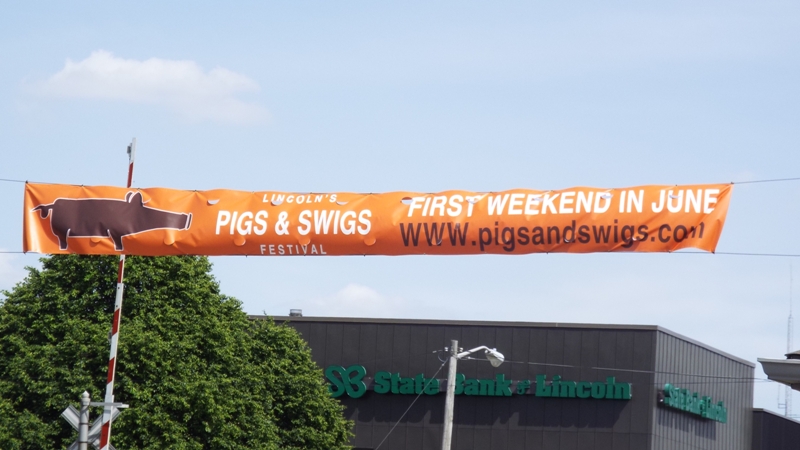 LINCOLN'S
PIGS & SWIGS
FESTIVAL
FIRST WEEKEND IN JUNE
WWW.pigsandswigs.com
State Bank of Lincoln